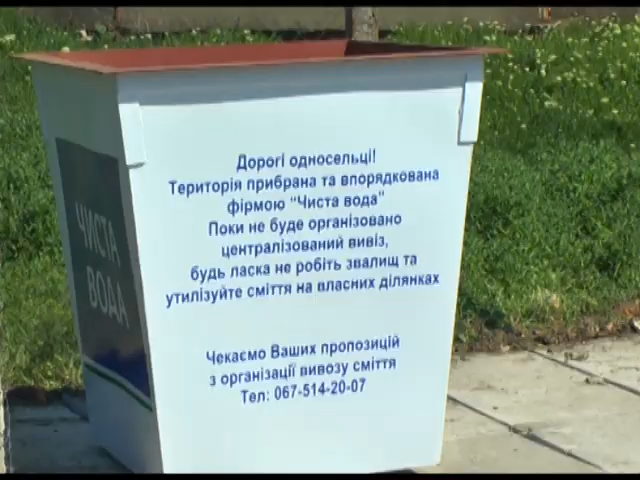 Дорогі односельці!
Територія прибрана та впорядкована
фірмою "Чиста вода"
Поки не буде організовано
централізований вивіз,
будь ласка не робіть звалищ та
утилізуйте сміття на власних ділянках
Чекаємо Ваших пропозицій
з організації вивозу сміття
Тел: 067-514-20-07
ЧИСТА
ВОДА